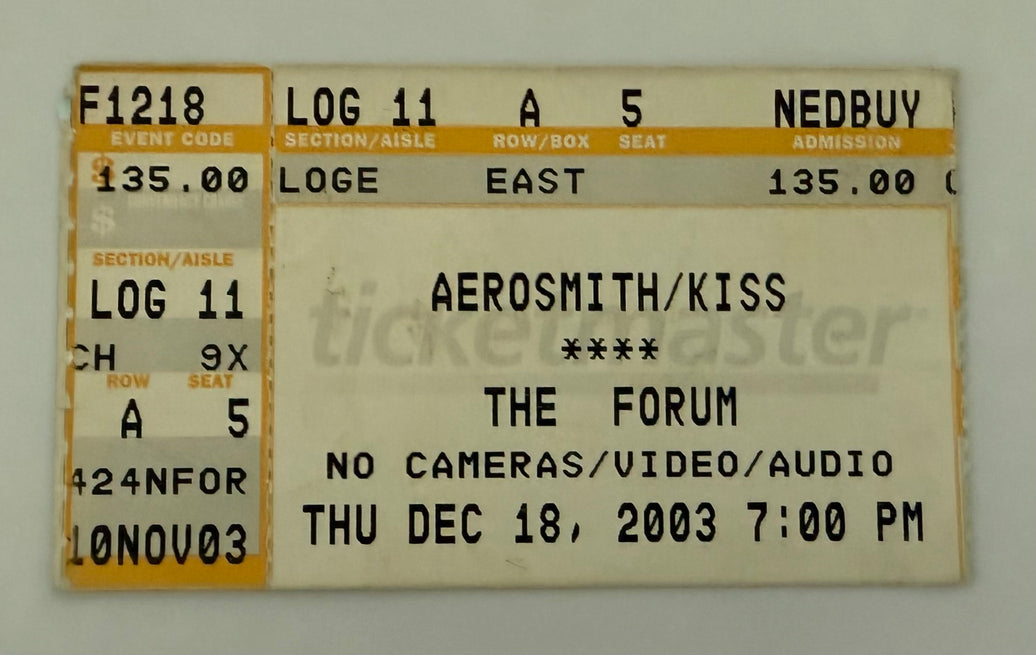 F1218
EVENT CODE
$
135.00
$
SECTION/AISLE
LOG 11
CH 9X
ROW SEAT
A 5
424NFOR
10NOV03
LOG 11 A 5 NEDBUY
SECTION/AISLE ROW/BOX SEAT ADMISSION
LOGE EAST 135.00
ticketmaster
AEROSMITH/KISS
****
THE FORUM
NO CAMERAS/VIDEO/AUDIO
THU DEC 18, 2003 7:00 PM